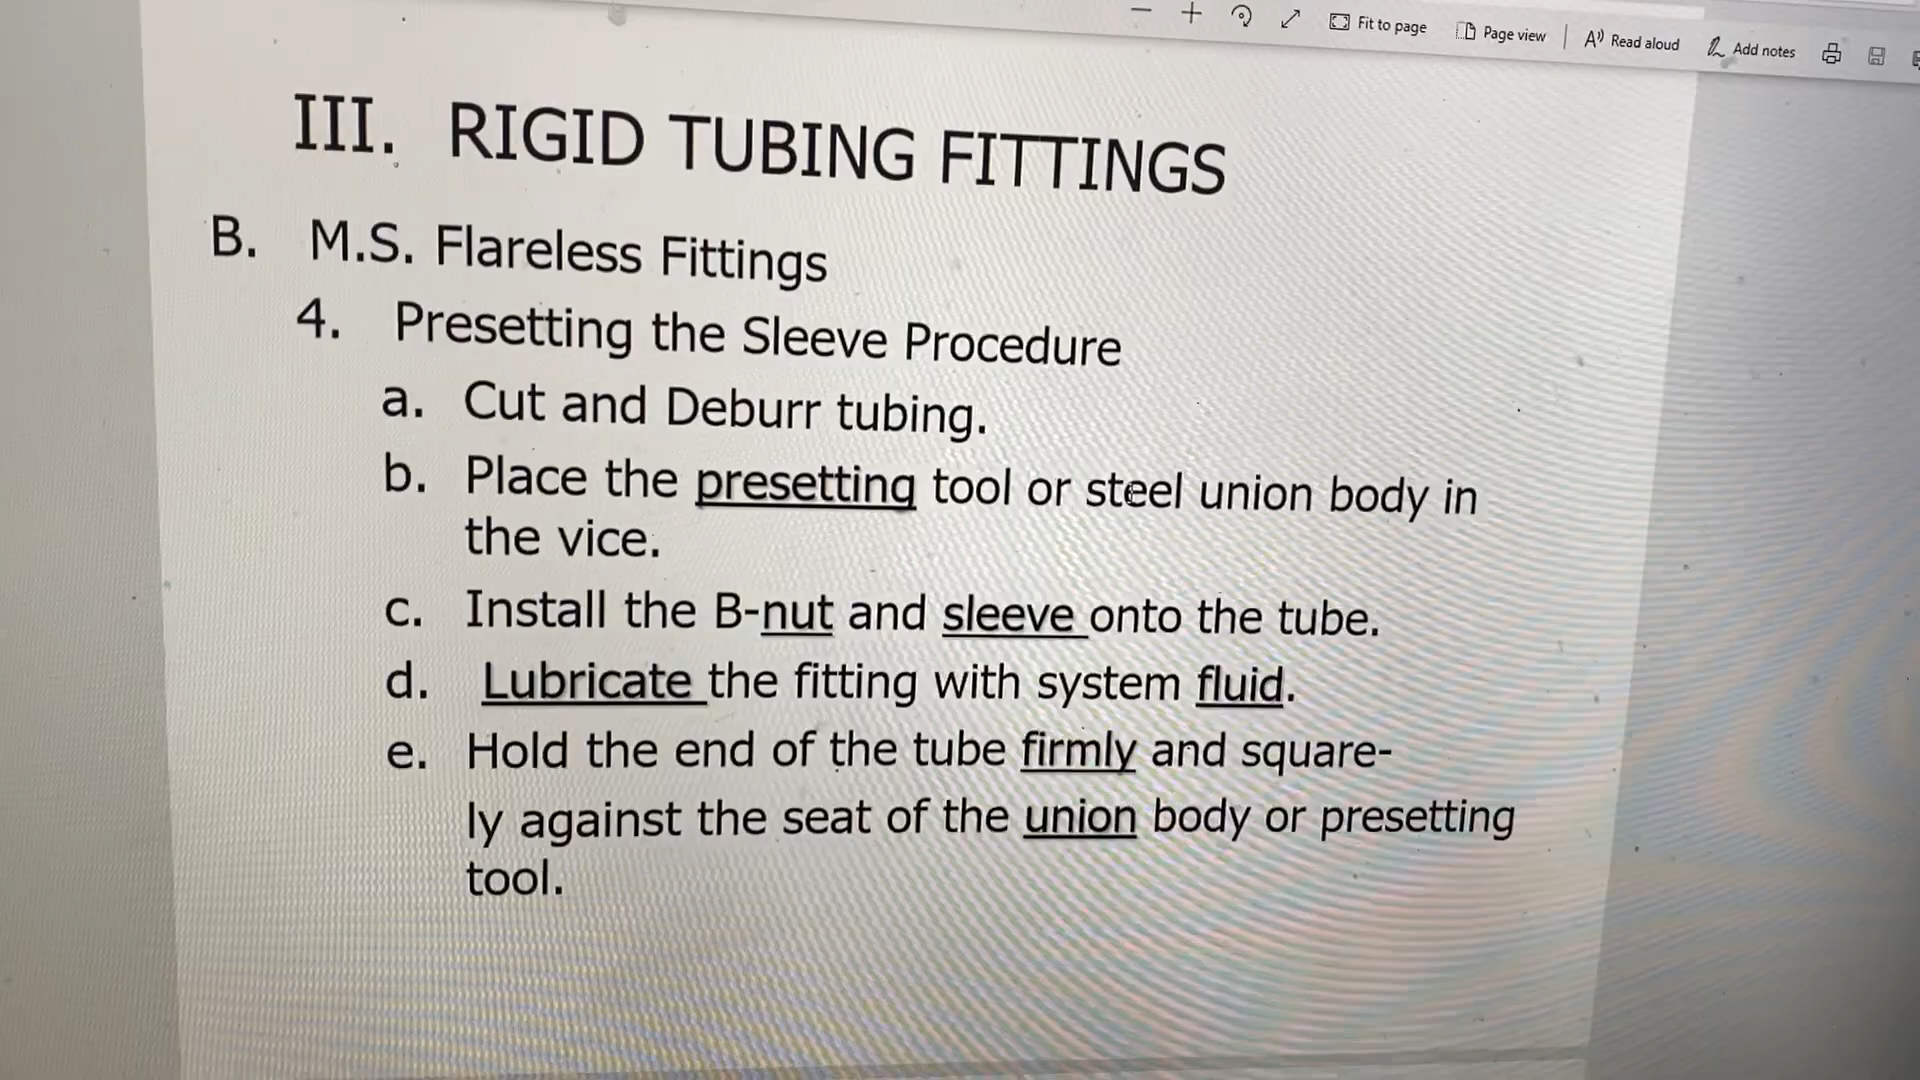 Fit to page Page view Read aloud Add notes
III. RIGID TUBING FITTINGS
B. M.S. Flareless Fittings
4. Presetting the Sleeve Procedure
a. Cut and Deburr tubing.
b. Place the presetting tool or steel union body in
the vice.
c. Install the B-nut and sleeve onto the tube.
d. Lubricate the fitting with system fluid.
e. Hold the end of the tube firmly and square-
ly against the seat of the union body or presetting
tool.